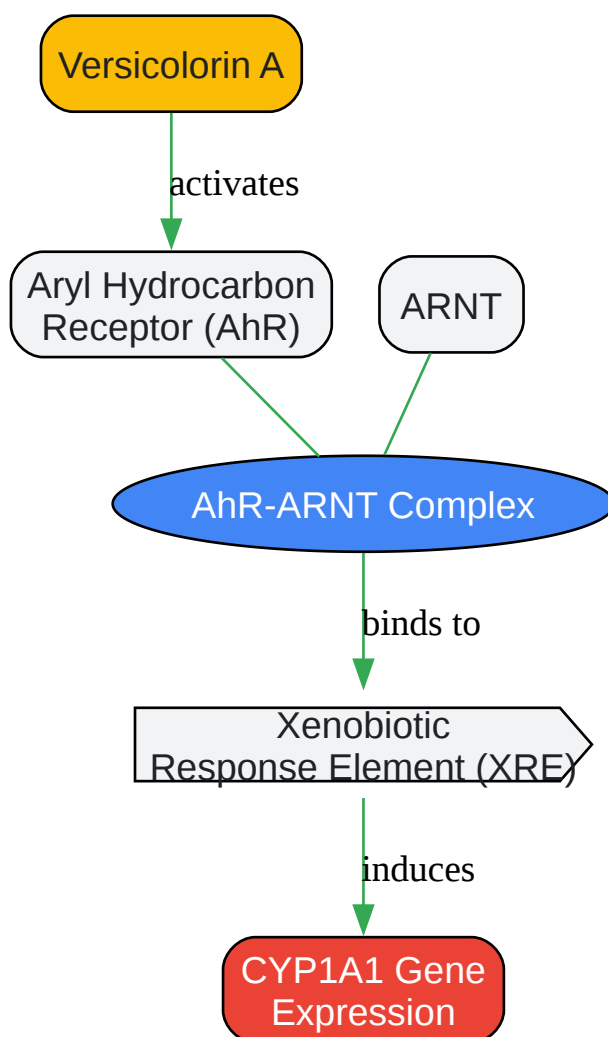 Versicolorin A
activates
Aryl Hydrocarbon
Receptor (AhR)
ARNT
AhR-ARNT Complex
binds to
Xenobiotic
Response Element (XRE)
induces
CYP1A1 Gene
Expression